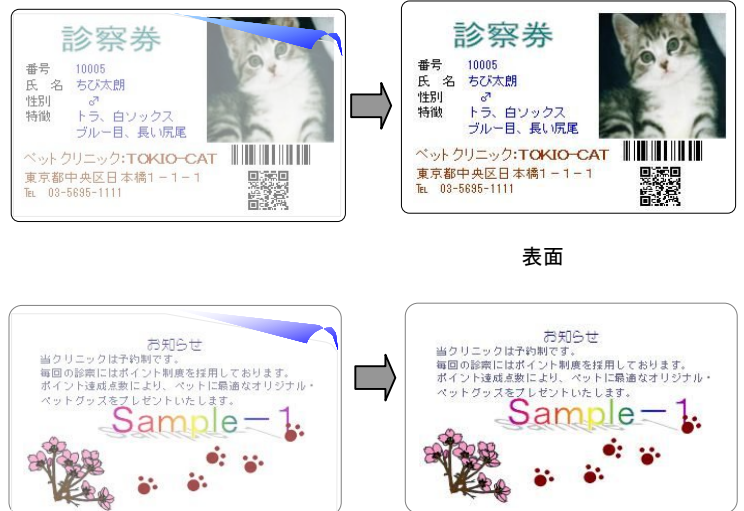 診察券
番号 10005
氏 名 ちび太朗
性別 ♂
特徴 トラ、白ソックス
ブルー目、長い尻尾
ペットクリニック:TOKIO-CAT
東京都中央区日本橋1-1-1
℡ 03-5695-1111
診察券
番号 10005
氏 名 ちび太朗
性別 ♂
特徴 トラ、白ソックス
ブルー目、長い尻尾
ペットクリニック:TOKIO-CAT
東京都中央区日本橋1-1-1
℡ 03-5695-1111
表面
お知らせ
当クリニックは予約制です。
毎回の診察にはポイント制度を採用しております。
ポイント達成点数により、ペットに最適なオリジナル・
ペットグッズをプレゼントいたします。
Sample-1
お知らせ
当クリニックは予約制です。
毎回の診察にはポイント制度を採用しております。
ポイント達成点数により、ペットに最適なオリジナル・
ペットグッズをプレゼントいたします。
Sample-1